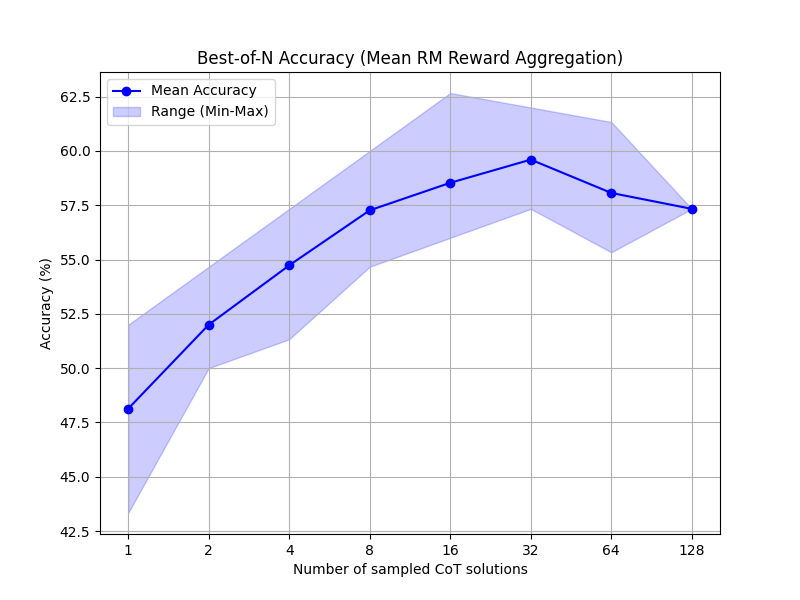 Best-of-N Accuracy (Mean RM Reward Aggregation)
Mean Accuracy
Range (Min-Max)
62.5
60.0
57.5
55.0
52.5
50.0
47.5
45.0
42.5
Accuracy (%)
1 2 4 8 16 32 64 128
Number of sampled CoT solutions